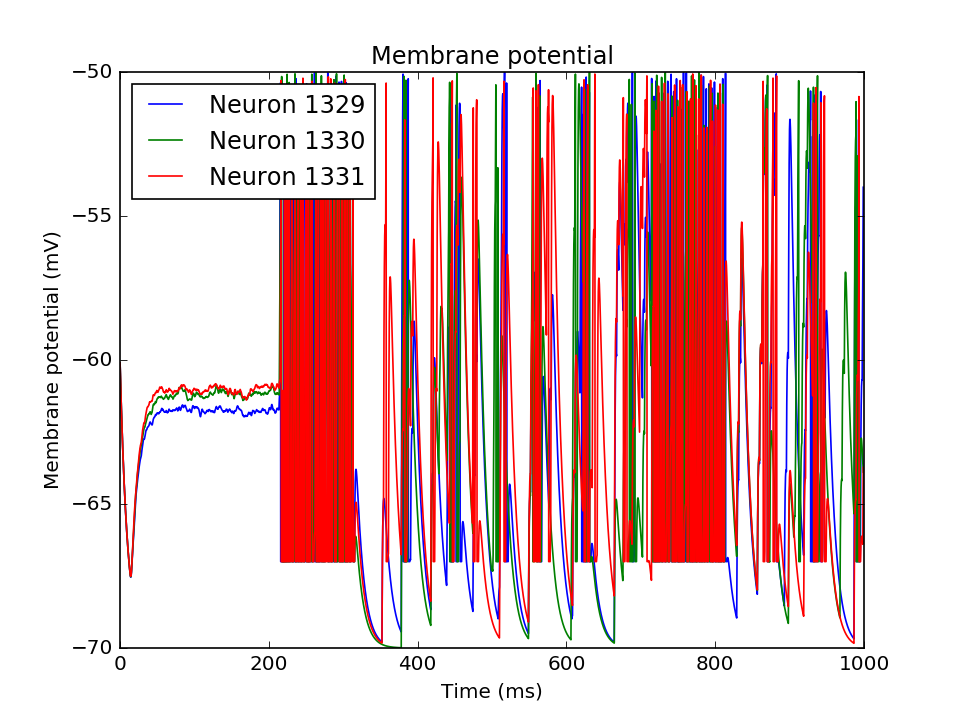 Membrane potential
Neuron 1329
Neuron 1330
Neuron 1331
Membrane potential (mV)
−50
−55
−60
−65
−70
0 200 400 600 800 1000
Time (ms)